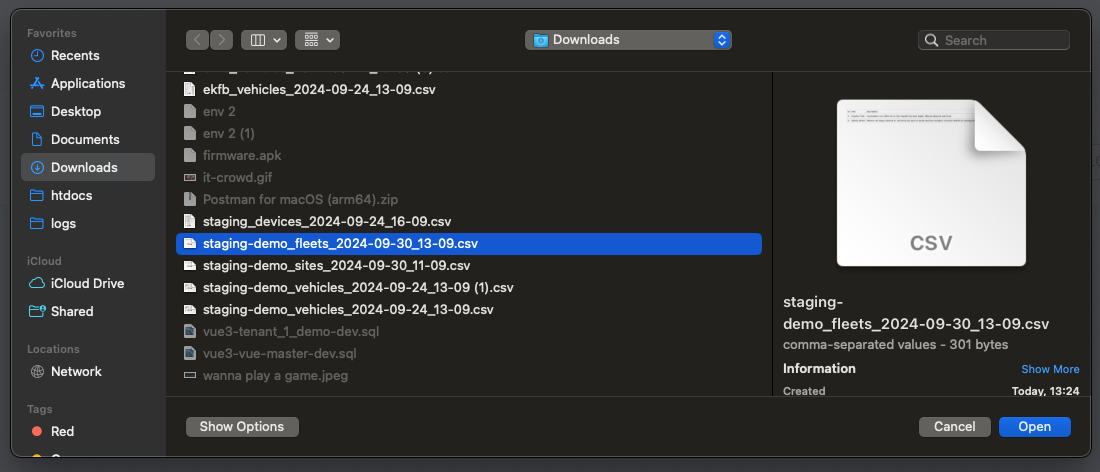 Favorites
Recents
Applications
Desktop
Documents
Downloads
htdocs
logs
iCloud
iCloud Drive
Shared
Locations
Network
Tags
Red
Downloads
Search
ekfb_vehicles_2024-09-24_13-09.csv
env 2
env 2 (1)
firmware.apk
it-crowd.gif
Postman for macOS (arm64).zip
staging_devices_2024-09-24_16-09.csv
staging-demo_fleets_2024-09-30_13-09.csv
staging-demo_sites_2024-09-30_11-09.csv
staging-demo_vehicles_2024-09-24_13-09 (1).csv
staging-demo_vehicles_2024-09-24_13-09.csv
vue3-tenant_1_demo-dev.sql
vue3-vue-master-dev.sql
wanna play a game.jpeg
CSV
staging-
demo_fleets_2024-09-30_13-09.csv
comma-separated values - 301 bytes
Information Show More
Created Today, 13:24
Show Options
Cancel
Open